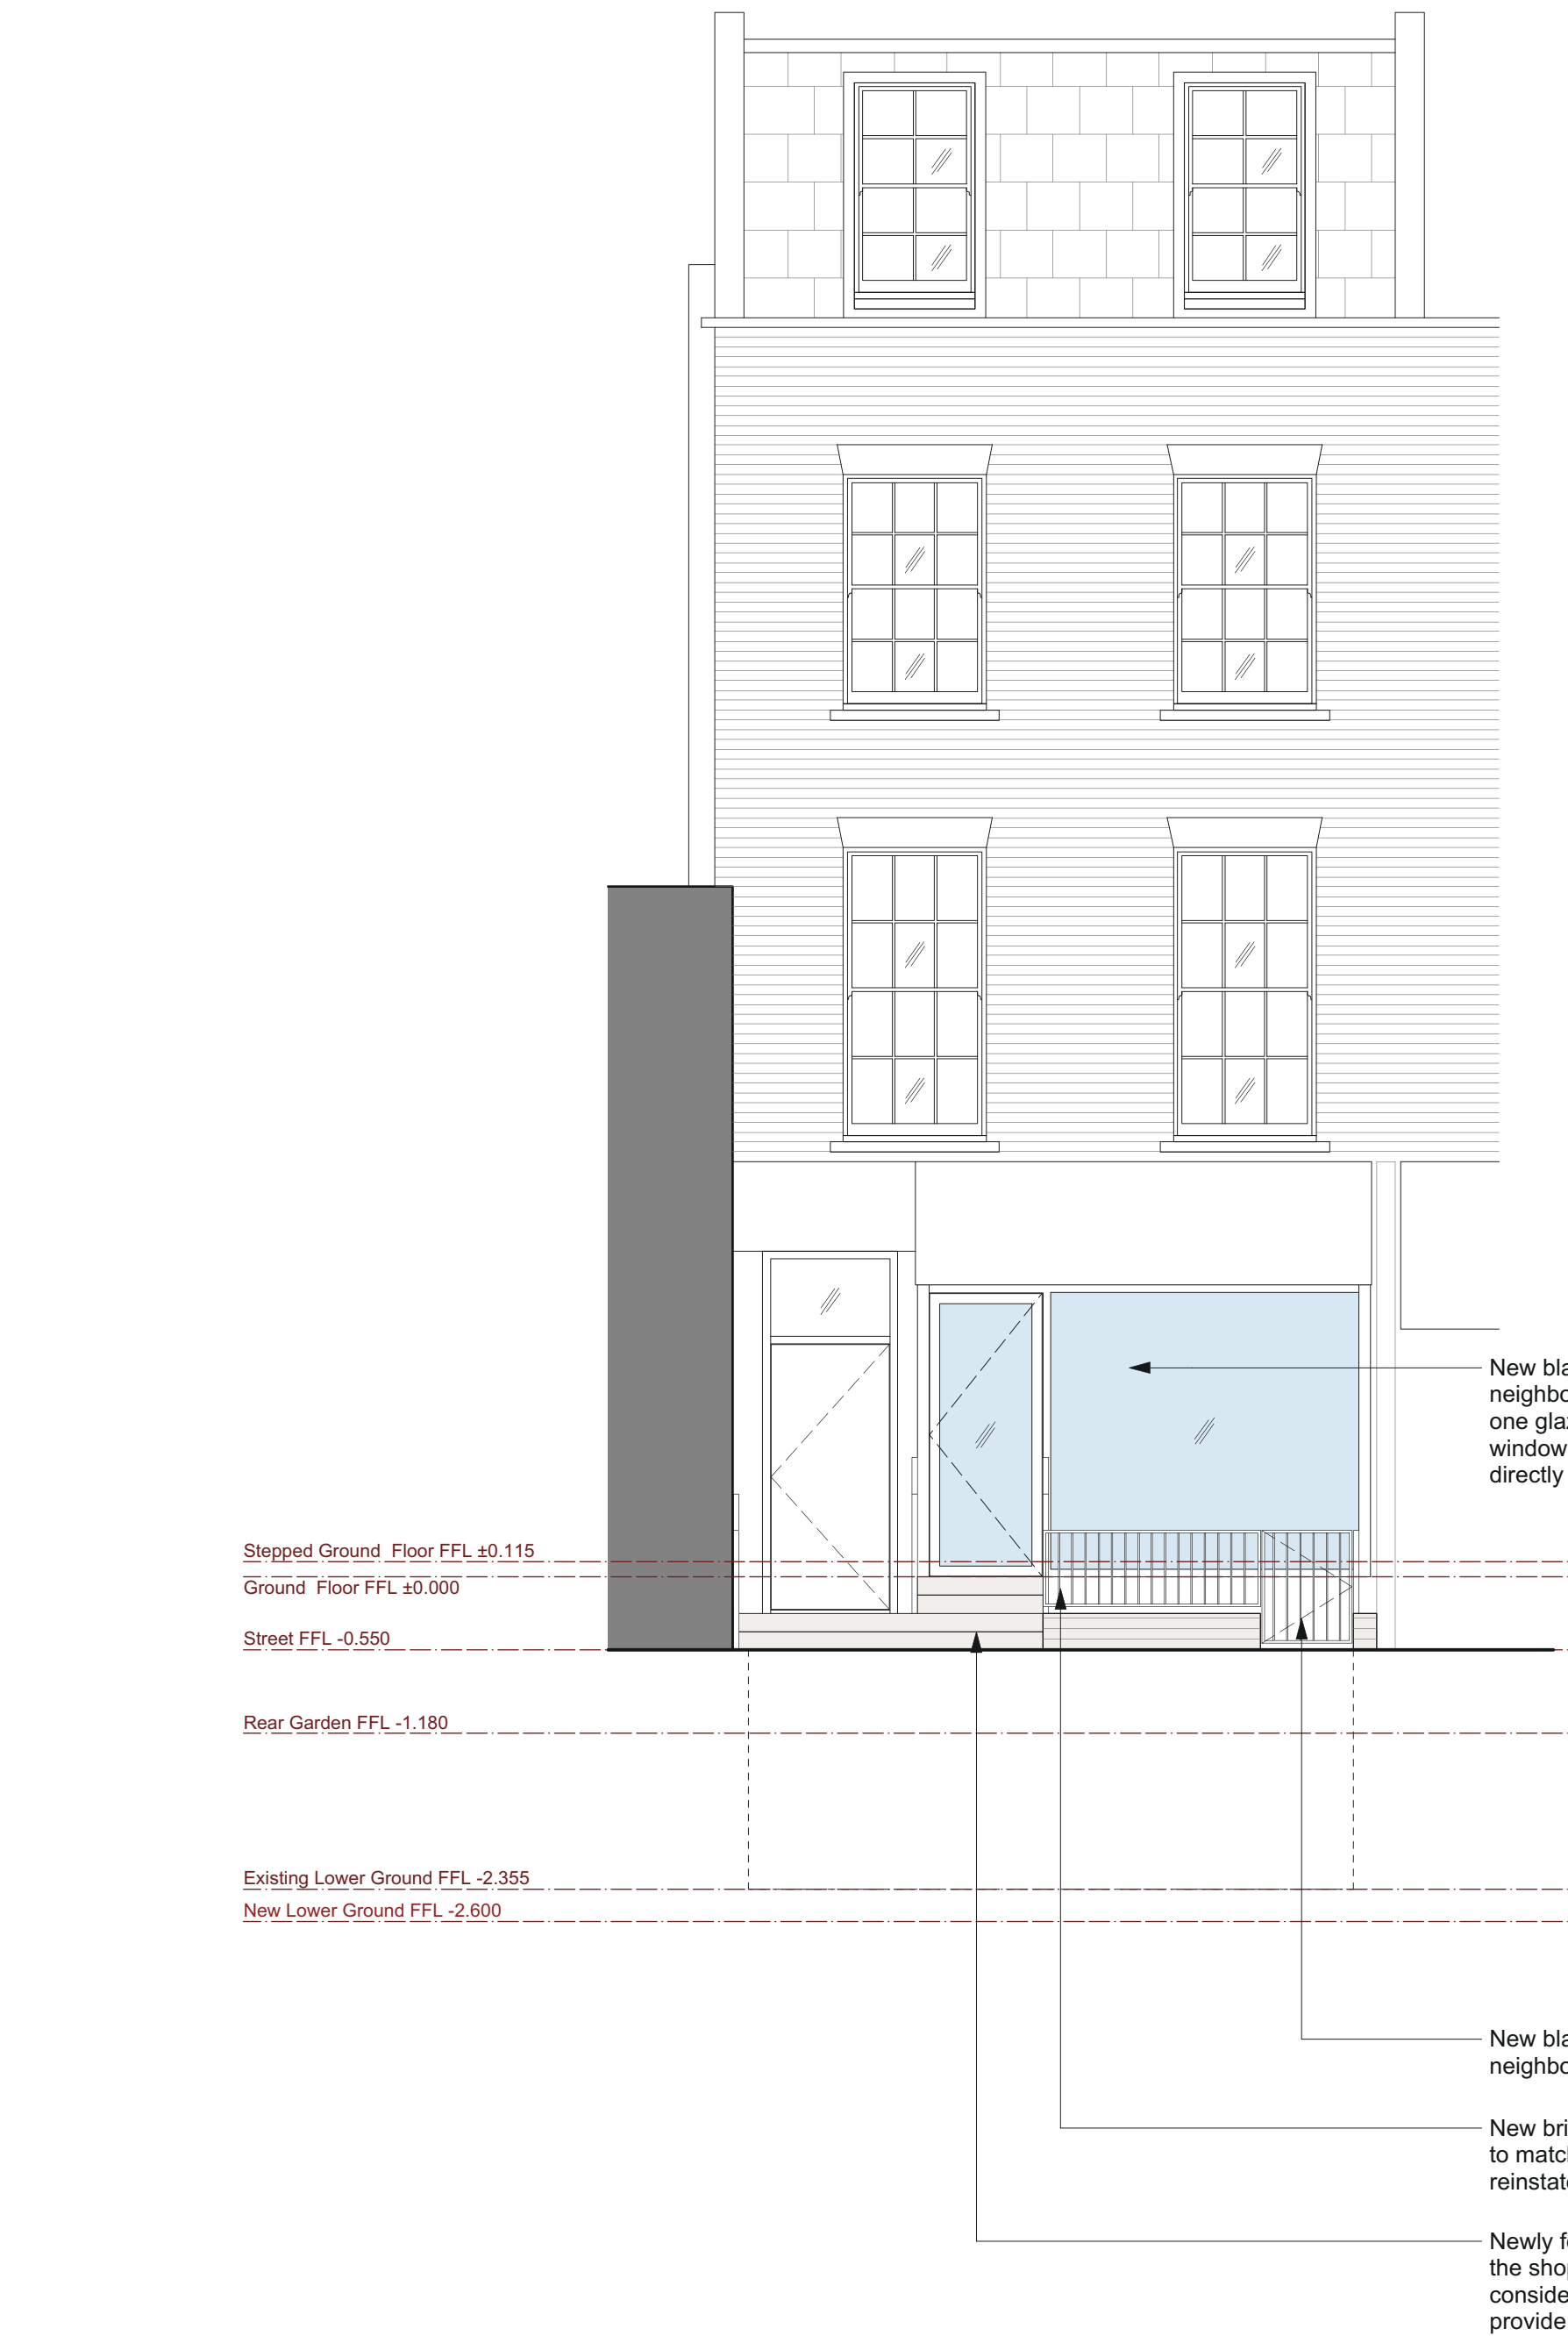 New
neighbo
one gla
window
directly
Stepped Ground Floor FFL ±0.115
Ground Floor FFL ±0.000
Street FFL -0.550
Rear Garden FFL -1.180
Existing Lower Ground FFL -2.355
New Lower Ground FFL -2.600
New bla
neighbo
New bri
to matc
reinstat
Newly f
the sho
conside
provide